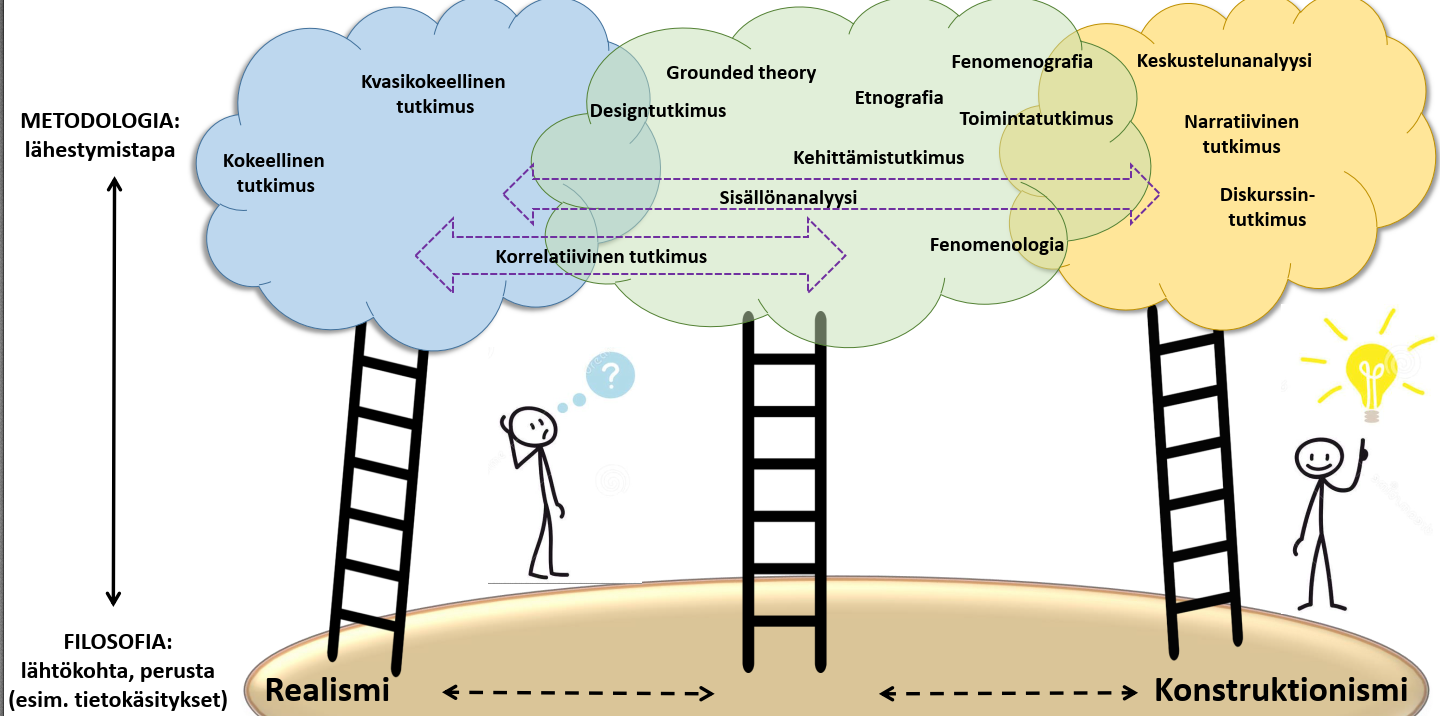 METODOLOGIA:
lähestymistapa
Kokeellinen
tutkimus
Kvasikokeellinen
tutkimus
Grounded theory
Designtutkimus
Etnografia
Fenomenografia
Toimintatutkimus
Kehittämistutkimus
Sisällönanalyysi
Korrelatiivinen tutkimus
Fenomenologia
Keskustelunanalyysi
Narratiivinen
tutkimus
Diskurssin-
tutkimus
?
FILOSOFIA:
lähtökohta, perusta
(esim. tietokäsitykset)
Realismi
Konstruktionismi